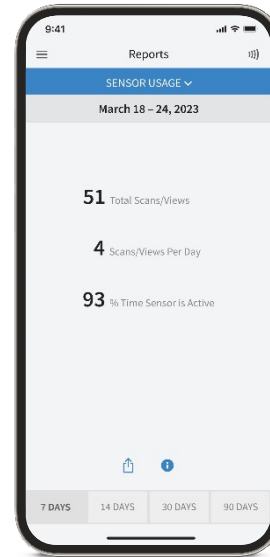 9:41
Reports
SENSOR USAGE
March 18 – 24, 2023
51 Total Scans/Views
4 Scans/Views Per Day
93 % Time Sensor is Active
7 DAYS 14 DAYS 30 DAYS 90 DAYS